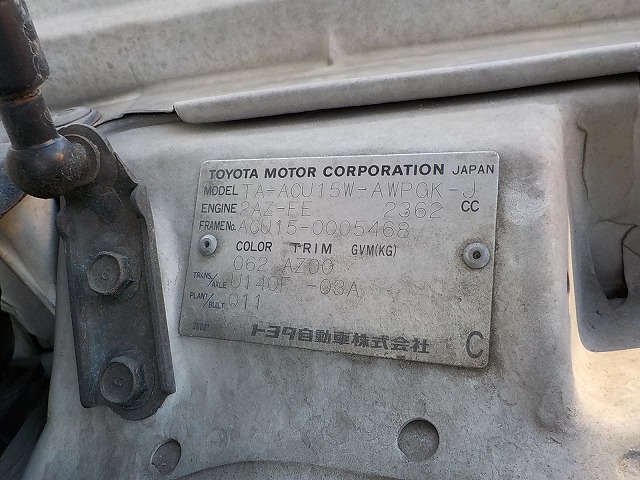 TOYOTA MOTOR CORPORATION JAPAN
MODEL TA-ACU15W-AWPGK-J
ENGINE 2AZ-FE 2362 CC
FRAME No. ACU15-0005468
COLOR TRIM GVM(KG)
062 AZ00
TRANS/AXLE U140F -03A
PLANT/BUILT Q11
トヨタ自動車株式会社 C